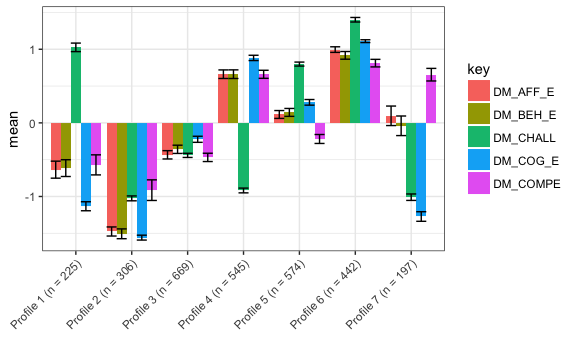 mean
1
0
-1
Profile 1 (n = 225)
Profile 2 (n = 306)
Profile 3 (n = 669)
Profile 4 (n = 545)
Profile 5 (n = 574)
Profile 6 (n = 442)
Profile 7 (n = 197)
key
DM_AFF_E
DM_BEH_E
DM_CHALL
DM_COG_E
DM_COMPE